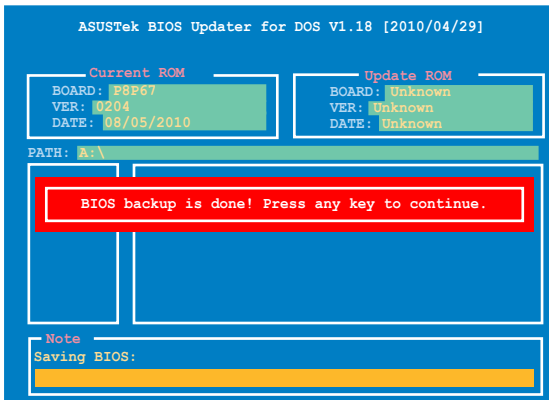 ASUSTek BIOS Updater for DOS V1.18 [2010/04/29]
Current ROM
BOARD: P8P67
VER: 0204
DATE: 08/05/2010
Update ROM
BOARD: Unknown
VER: Unknown
DATE: Unknown
PATH: A:\
BIOS backup is done! Press any key to continue.
Note
Saving BIOS: